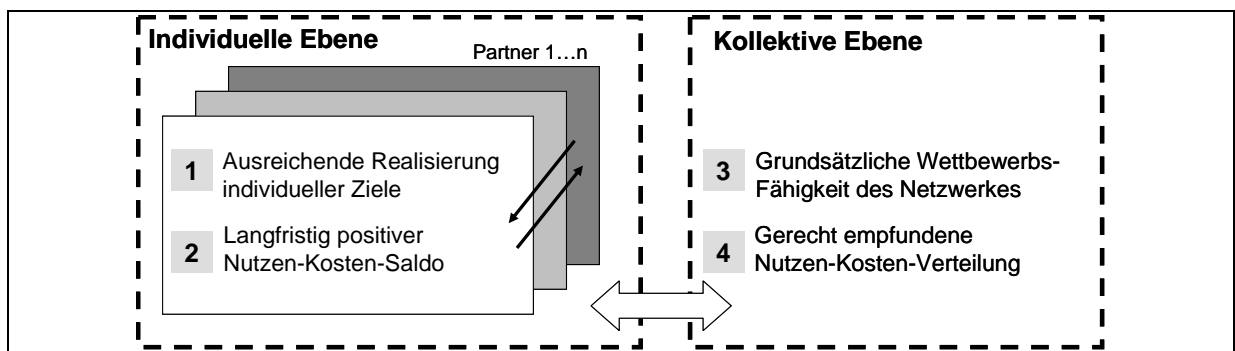 Individuelle Ebene
Partner 1…n
1
Ausreichende Realisierung
individueller Ziele
2
Langfristig positiver
Nutzen-Kosten-Saldo
Kollektive Ebene
3
Grundsätzliche Wettbewerbs-
Fähigkeit des Netzwerkes
4
Gerecht empfundene
Nutzen-Kosten-Verteilung